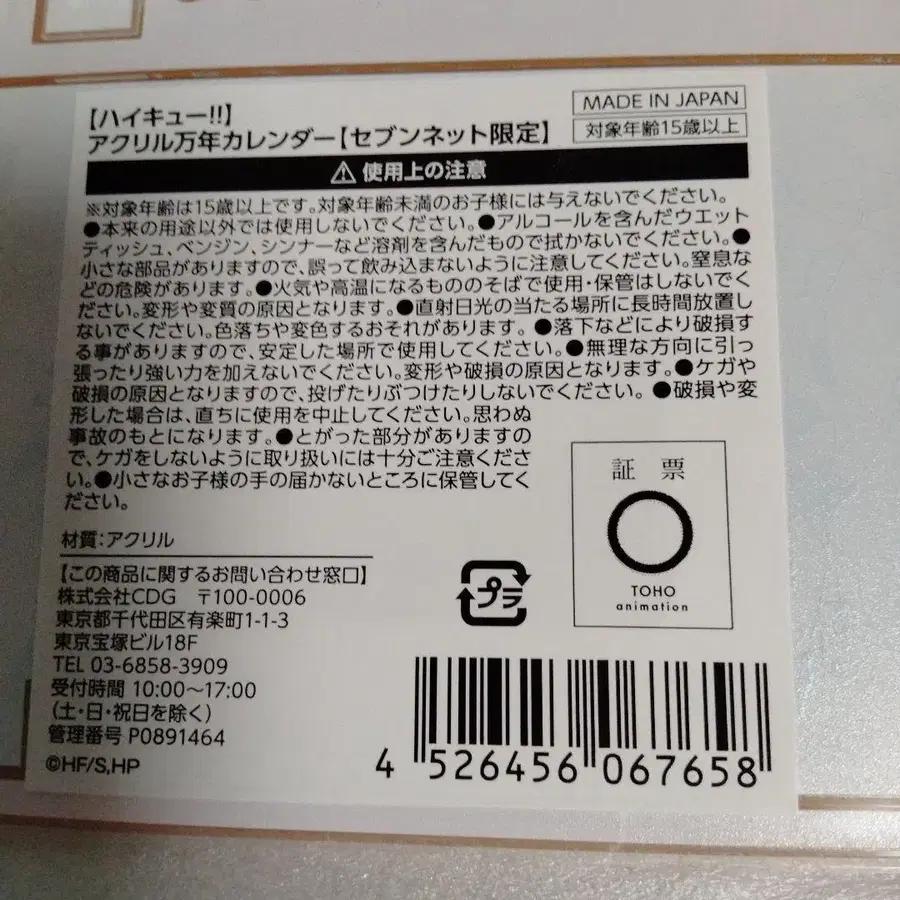 【ハイキュー!!】
アクリル万年カレンダー【セブンネット限定】
MADE IN JAPAN
対象年齢15歳以上
使用上の注意
※対象年齢は15歳以上です。対象年齢未満のお子様には与えないでください。
●本来の用途以外では使用しないでください。●アルコールを含んだウエット
ティッシュ、ベンジン、シンナーなど溶剤を含んだもので拭かないでください。●
小さな部品がありますので、誤って飲み込まないように注意してください。窒息な
どの危険があります。●火気や高温になるもののそばで使用・保管はしないでく
ださい。変形や変質の原因となります。●直射日光の当たる場所に長時間放置し
ないでください。色落ちや変色するおそれがあります。●落下などにより破損す
る事がありますので、安定した場所で使用してください。●無理な方向に引っ
張ったり強い力を加えないでください。変形や破損の原因となります。●ケガや
破損の原因となりますので、投げたりぶつけたりしないでください。●破損や変
形した場合は、直ちに使用を中止してください。思わぬ
事故のもとになります。●とがった部分がありますの
で、ケガをしないように取り扱いには十分ご注意くださ
い。●小さなお子様の手の届かないところに保管してく
ださい。
材質：アクリル
【この商品に関するお問い合わせ窓口】
株式会社CDG 〒100-0006
東京都千代田区有楽町1-1-3
東京宝塚ビル18F
TEL 03-6858-3909
受付時間 10:00〜17:00
(土・日・祝日を除く)
管理番号 P0891464
©HF/S,HP
プラ
証票
TOHO
animation
4 526456 067658